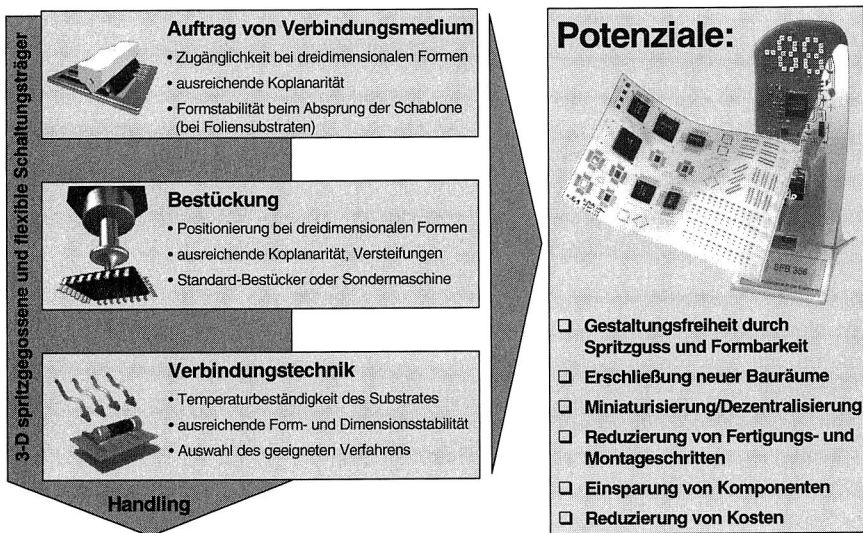 3-D spritzgegossene und flexible Schaltungsträger
Auftrag von Verbindungsmedium
• Zugänglichkeit bei dreidimensionalen Formen
• ausreichende Koplanarität
• Formstabilität beim Absprung der Schablone
(bei Foliensubstraten)
Bestückung
• Positionierung bei dreidimensionalen Formen
• ausreichende Koplanarität, Versteifungen
• Standard-Bestücker oder Sondermaschine
Verbindungstechnik
• Temperaturbeständigkeit des Substrates
• ausreichende Form- und Dimensionsstabilität
• Auswahl des geeigneten Verfahrens
Handling
Potenziale:
SFB 356
❑ Gestaltungsfreiheit durch
Spritzguss und Formbarkeit
❑ Erschließung neuer Bauräume
❑ Miniaturisierung/Dezentralisierung
❑ Reduzierung von Fertigungs- und
Montageschritten
❑ Einsparung von Komponenten
❑ Reduzierung von Kosten